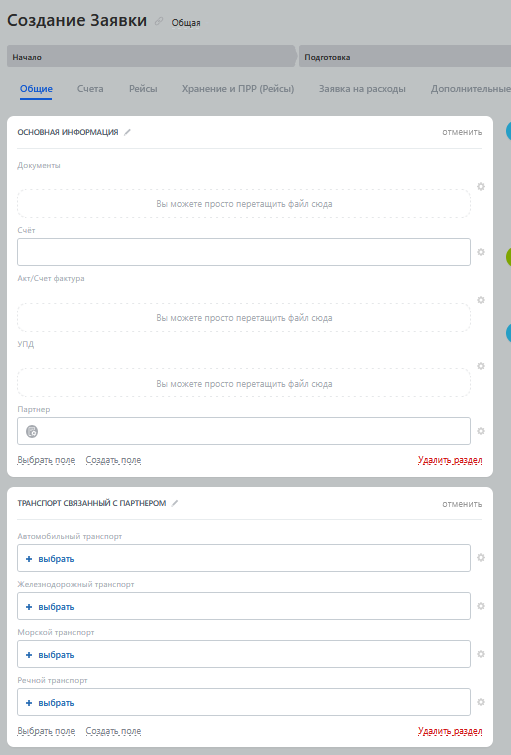 Создание Заявки Общая
Начало Подготовка
Общие Счета Рейсы Хранение и ПРР (Рейсы) Заявка на расходы Дополнительные
ОСНОВНАЯ ИНФОРМАЦИЯ отменить
Документы
Вы можете просто перетащить файл сюда
Счёт
Акт/Счет фактура
Вы можете просто перетащить файл сюда
УПД
Вы можете просто перетащить файл сюда
Партнер
Выбрать поле Создать поле Удалить раздел
ТРАНСПОРТ СВЯЗАННЫЙ С ПАРТНЕРОМ отменить
Автомобильный транспорт
+ выбрать
Железнодорожный транспорт
+ выбрать
Морской транспорт
+ выбрать
Речной транспорт
+ выбрать
Выбрать поле Создать поле Удалить раздел